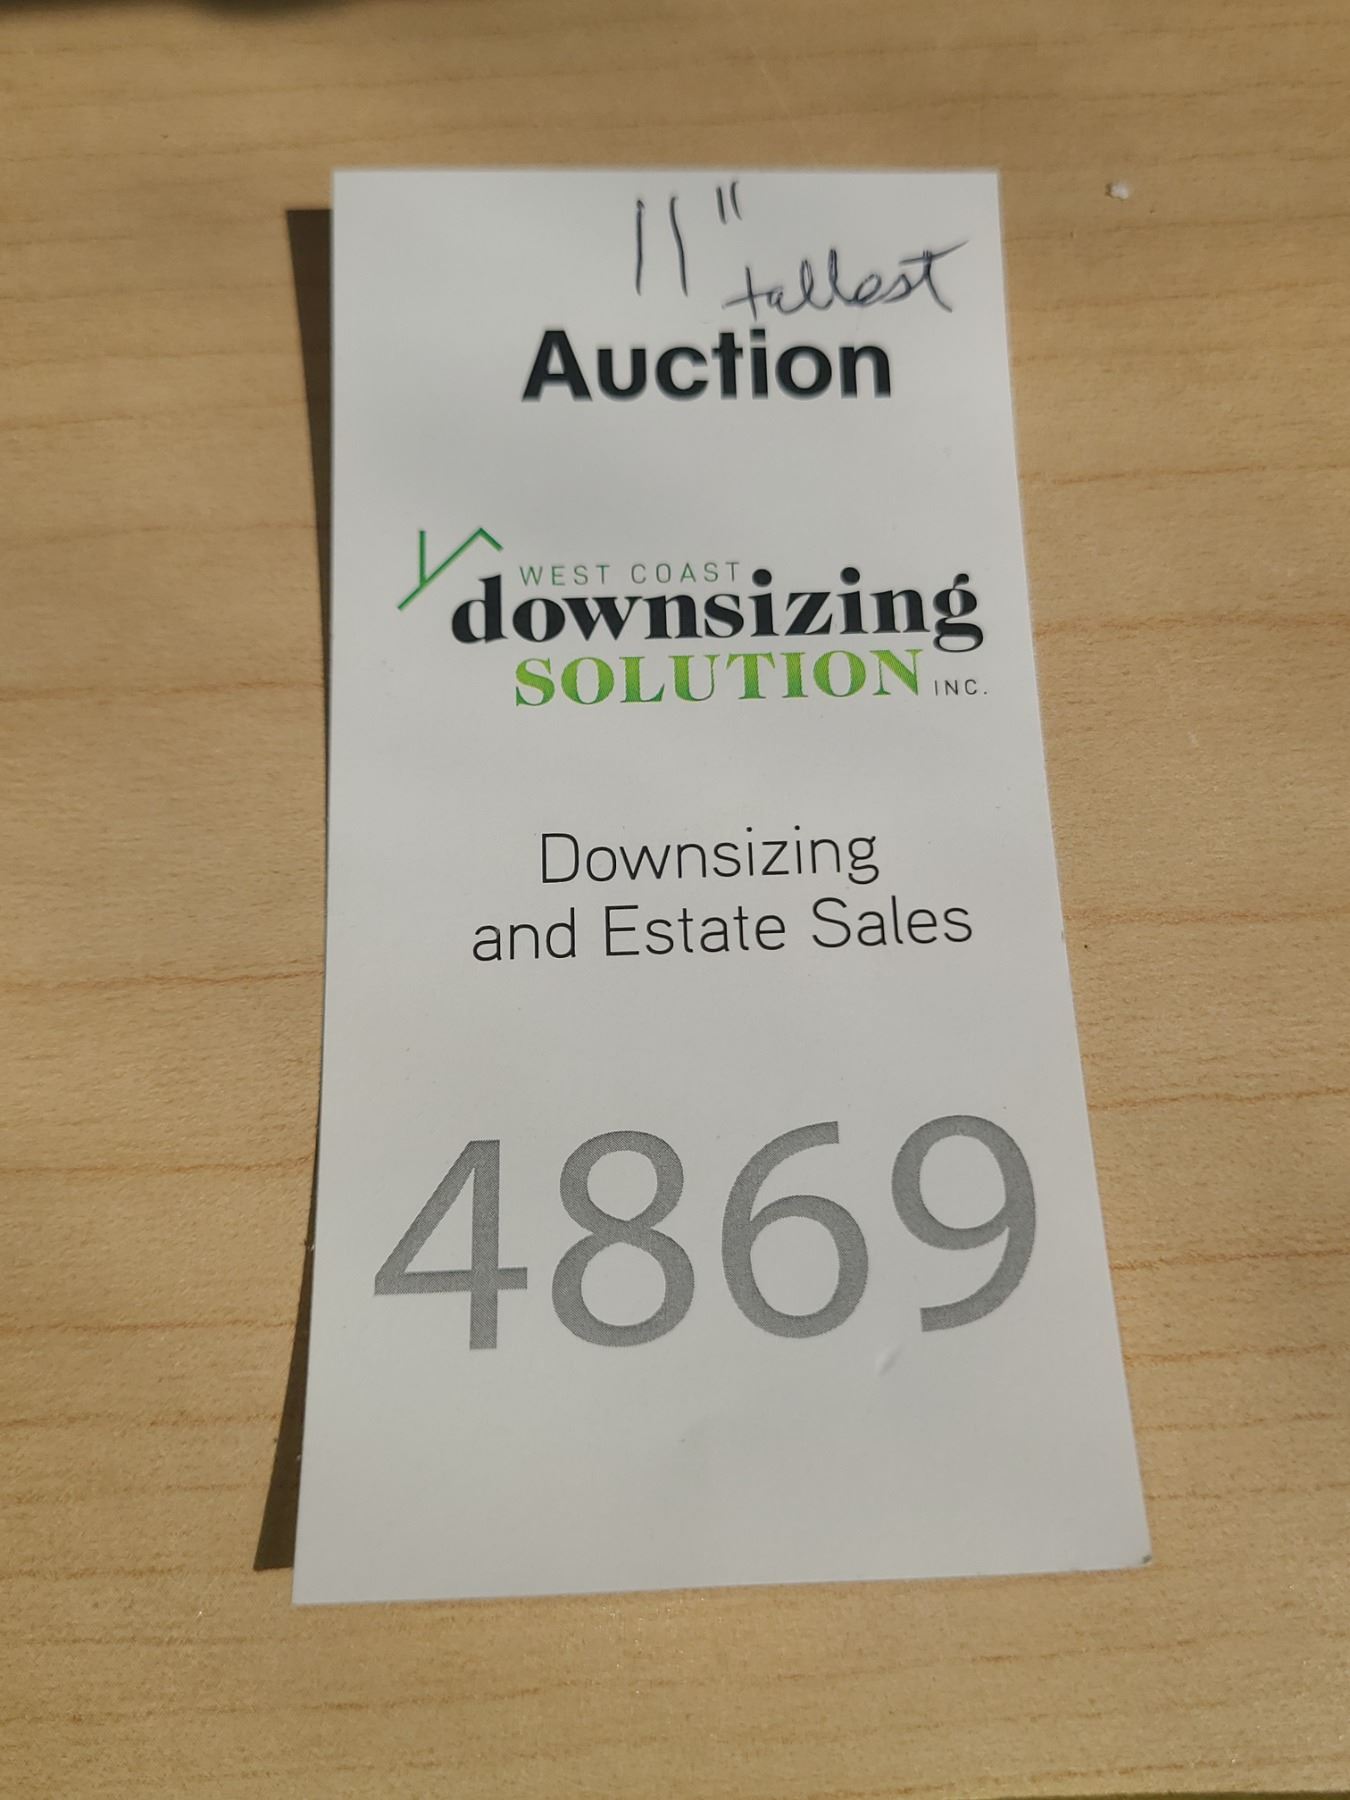 11" tallest
Auction
WEST COAST
downsizing
SOLUTION INC.
Downsizing
and Estate Sales
4869